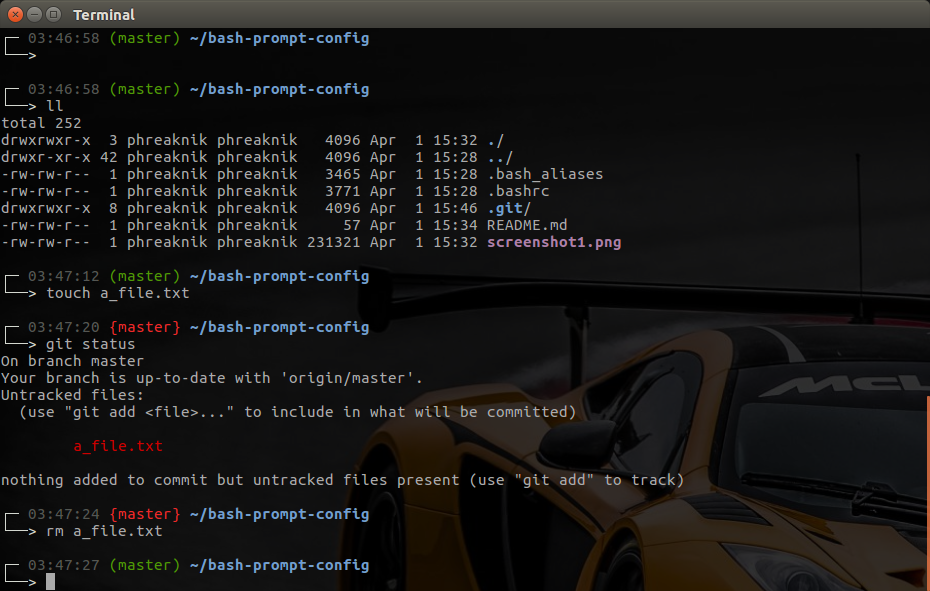 Terminal
03:46:58 (master) ~/bash-prompt-config
>
03:46:58 (master) ~/bash-prompt-config
> ll
total 252
drwxrwxr-x  3 phreaknik phreaknik   4096 Apr  1 15:32 ./
drwxr-xr-x 42 phreaknik phreaknik   4096 Apr  1 15:28 ../
-rw-rw-r--  1 phreaknik phreaknik   3465 Apr  1 15:28 .bash_aliases
-rw-rw-r--  1 phreaknik phreaknik   3771 Apr  1 15:28 .bashrc
drwxrwxr-x  8 phreaknik phreaknik   4096 Apr  1 15:46 .git/
-rw-rw-r--  1 phreaknik phreaknik     57 Apr  1 15:34 README.md
-rw-rw-r--  1 phreaknik phreaknik 231321 Apr  1 15:32 screenshot1.png
03:47:12 (master) ~/bash-prompt-config
> touch a_file.txt
03:47:20 {master} ~/bash-prompt-config
> git status
On branch master
Your branch is up-to-date with 'origin/master'.
Untracked files:
  (use "git add <file>..." to include in what will be committed)
        a_file.txt
nothing added to commit but untracked files present (use "git add" to track)
03:47:24 {master} ~/bash-prompt-config
> rm a_file.txt
03:47:27 (master) ~/bash-prompt-config
>
McL